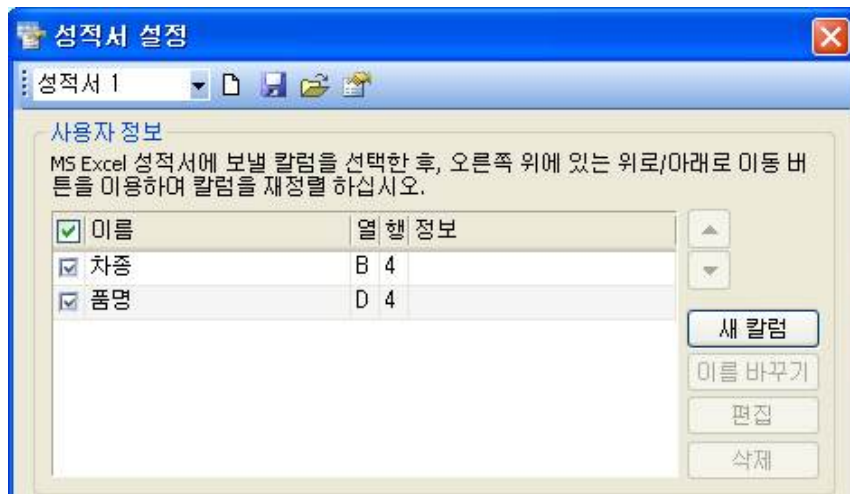 성적서 설정
성적서 1
사용자 정보
MS Excel 성적서에 보낼 칼럼을 선택한 후, 오른쪽 위에 있는 위로/아래로 이동 버
튼을 이용하여 칼럼을 재정렬 하십시오.
이름 열 행 정보
차종 B 4
품명 D 4
새 칼럼
이름 바꾸기
편집
삭제